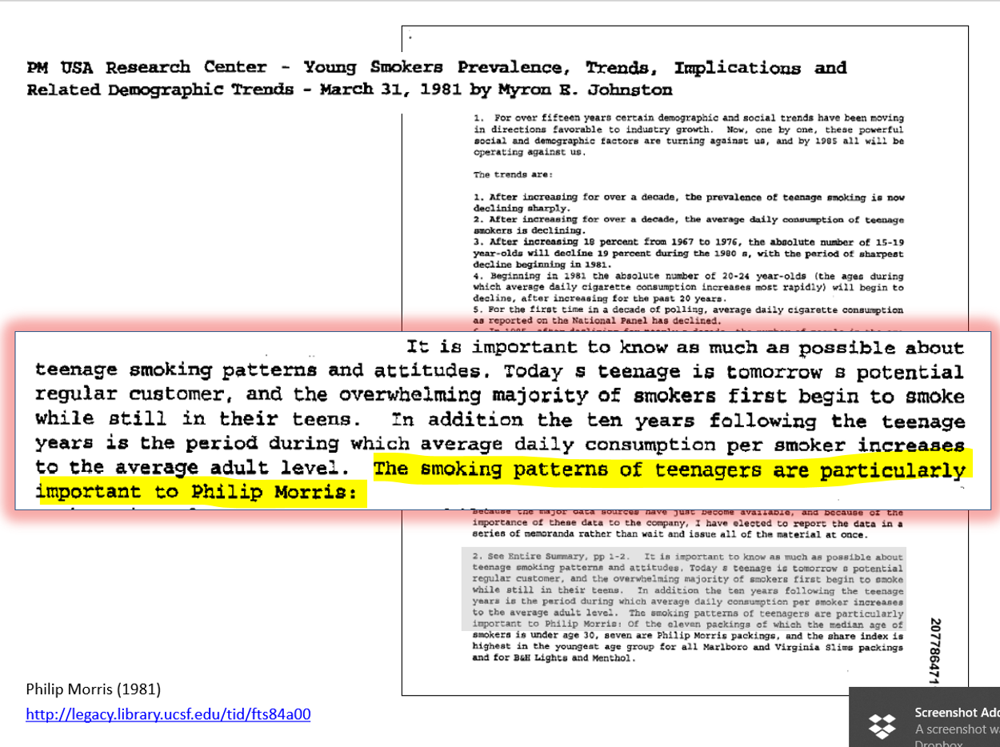 PM USA Research Center - Young Smokers Prevalence, Trends, Implications and
Related Demographic Trends - March 31, 1981 by Myron E. Johnston
1. For over fifteen years certain demographic and social trends have been moving
in directions favorable to industry growth. Now, one by one, these powerful
social and demographic factors are turning against us, and by 1985 all will be
operating against us.
The trends are:
1. After increasing for over a decade, the prevalence of teenage smoking is now
declining sharply.
2. After increasing for over a decade, the average daily consumption of teenage
smokers is declining.
3. After increasing 18 percent from 1967 to 1976, the absolute number of 15-19
year-olds will decline 19 percent during the 1980 s, with the period of sharpest
decline beginning in 1981.
4. Beginning in 1981 the absolute number of 20-24 year-olds (the ages during
which average daily cigarette consumption increases most rapidly) will begin to
decline, after increasing for the past 20 years.
5. For the first time in a decade of polling, average daily cigarette consumption
as reported on the National Panel has declined.
It is important to know as much as possible about
teenage smoking patterns and attitudes. Today s teenage is tomorrow s potential
regular customer, and the overwhelming majority of smokers first begin to smoke
while still in their teens. In addition the ten years following the teenage
years is the period during which average daily consumption per smoker increases
to the average adult level. The smoking patterns of teenagers are particularly
important to Philip Morris:
Because the major data sources have just become available, and because of the
importance of these data to the company, I have elected to report the data in a
series of memoranda rather than wait and issue all of the material at once.
2. See Entire Summary, pp 1-2. It is important to know as much as possible about
teenage smoking patterns and attitudes. Today s teenage is tomorrow s potential
regular customer, and the overwhelming majority of smokers first begin to smoke
while still in their teens. In addition the ten years following the teenage
years is the period during which average daily consumption per smoker increases
to the average adult level. The smoking patterns of teenagers are particularly
important to Philip Morris: Of the eleven packings of which the median age of
smokers is under age 30, seven are Philip Morris packings, and the share index is
highest in the youngest age group for all Marlboro and Virginia Slims packings
and for B&H Lights and Menthol.
207786471
Philip Morris (1981)
http://legacy.library.ucsf.edu/tid/fts84a00
Screenshot Add
A screenshot w
Dropbox